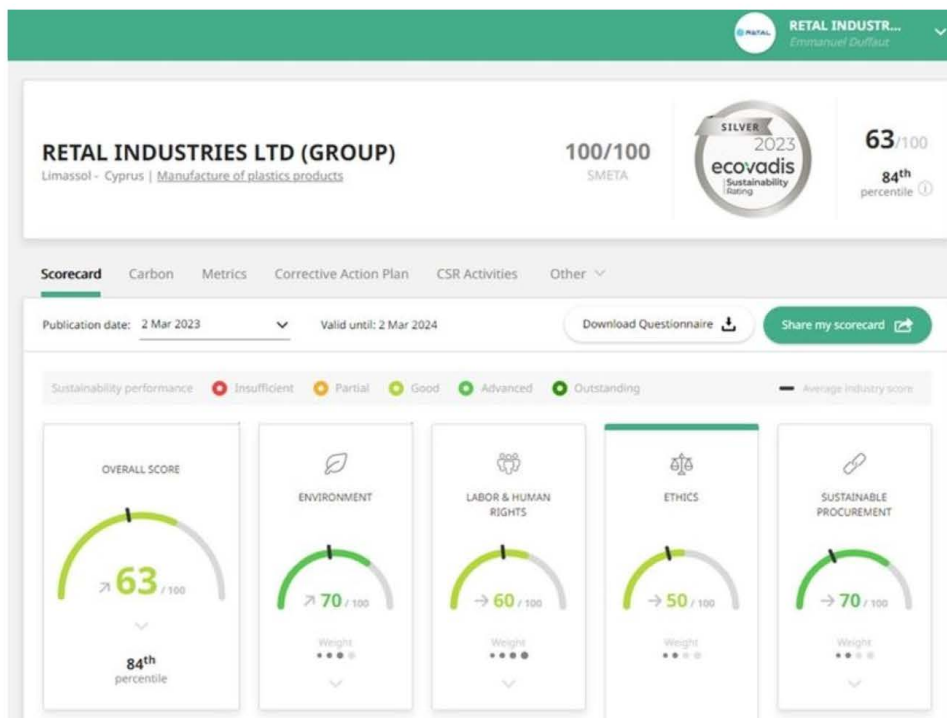 RETAL
RETAL INDUSTR...
Emmanuel Duffaut
RETAL INDUSTRIES LTD (GROUP)
Limassol - Cyprus | Manufacture of plastics products
100/100
SMETA
SILVER
2023
ecovadis
Sustainability
Rating
63/100
84th
percentile
Scorecard
Carbon
Metrics
Corrective Action Plan
CSR Activities
Other
Publication date: 2 Mar 2023
Valid until: 2 Mar 2024
Download Questionnaire
Share my scorecard
Sustainability performance
Insufficient
Partial
Good
Advanced
Outstanding
Average industry score
OVERALL SCORE
63 / 100
84th
percentile
ENVIRONMENT
70 / 100
Weight
LABOR & HUMAN
RIGHTS
60 / 100
Weight
ETHICS
50 / 100
Weight
SUSTAINABLE
PROCUREMENT
70 / 100
Weight